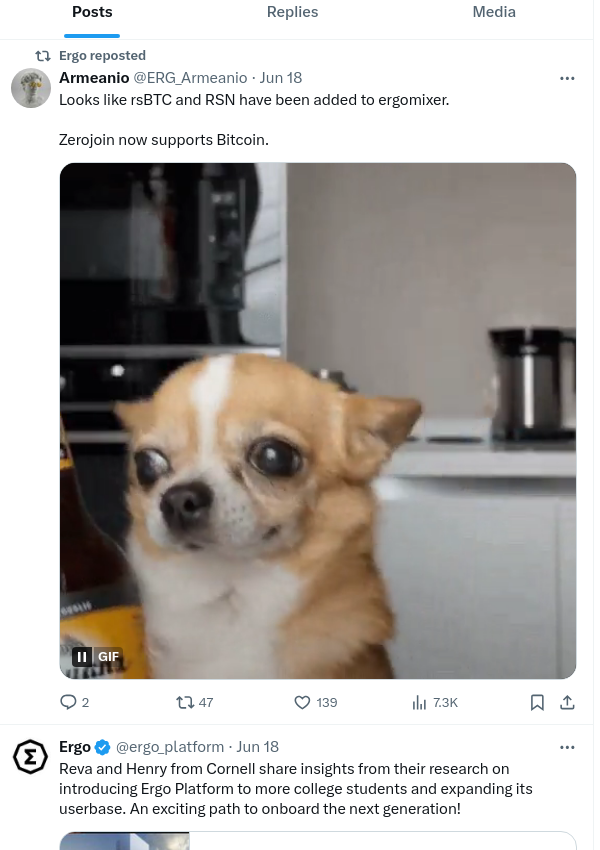 Posts Replies Media
Ergo reposted
Armeanio @ERG_Armeanio · Jun 18
Looks like rsBTC and RSN have been added to ergomixer.
Zerojoin now supports Bitcoin.
GIF
2 47 139 7.3K
Ergo @ergo_platform · Jun 18
Reva and Henry from Cornell share insights from their research on
introducing Ergo Platform to more college students and expanding its
userbase. An exciting path to onboard the next generation!